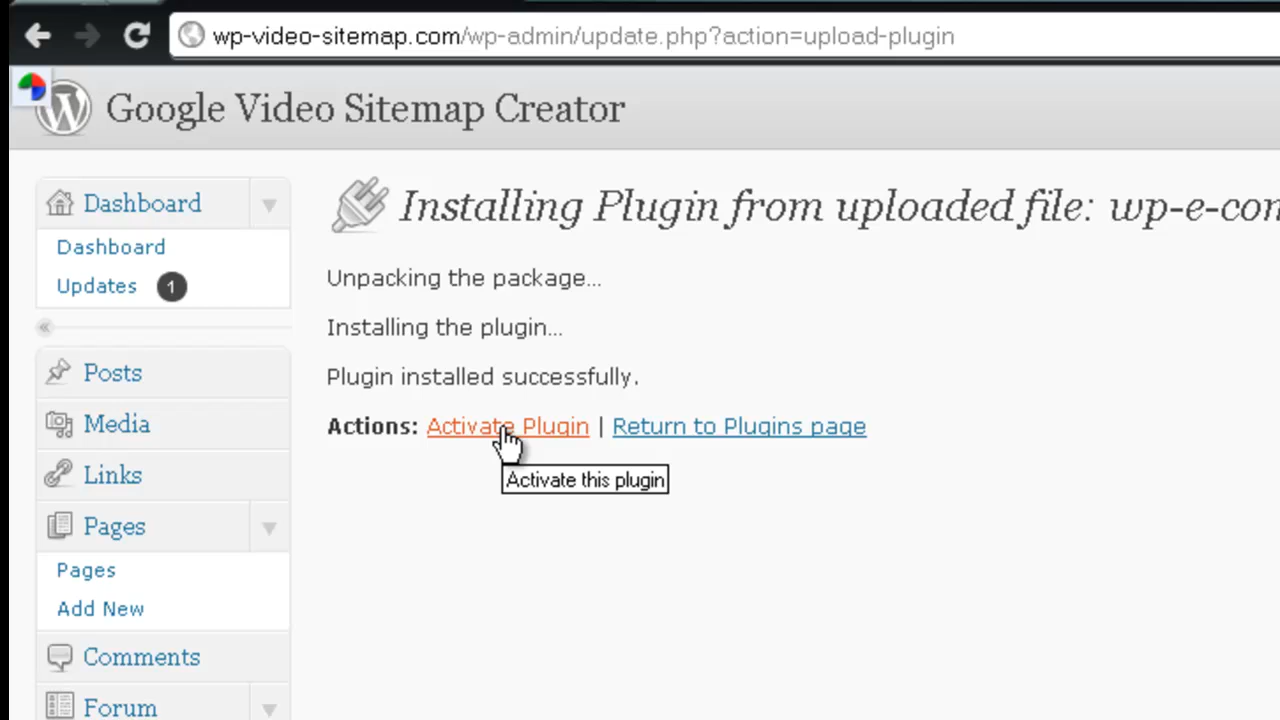 wp-video-sitemap.com/wp-admin/update.php?action=upload-plugin
Google Video Sitemap Creator
Dashboard
Dashboard
Updates 1
Posts
Media
Links
Pages
Pages
Add New
Comments
Forum
Installing Plugin from uploaded file: wp-e-con
Unpacking the package...
Installing the plugin...
Plugin installed successfully.
Actions: Activate Plugin | Return to Plugins page
Activate this plugin